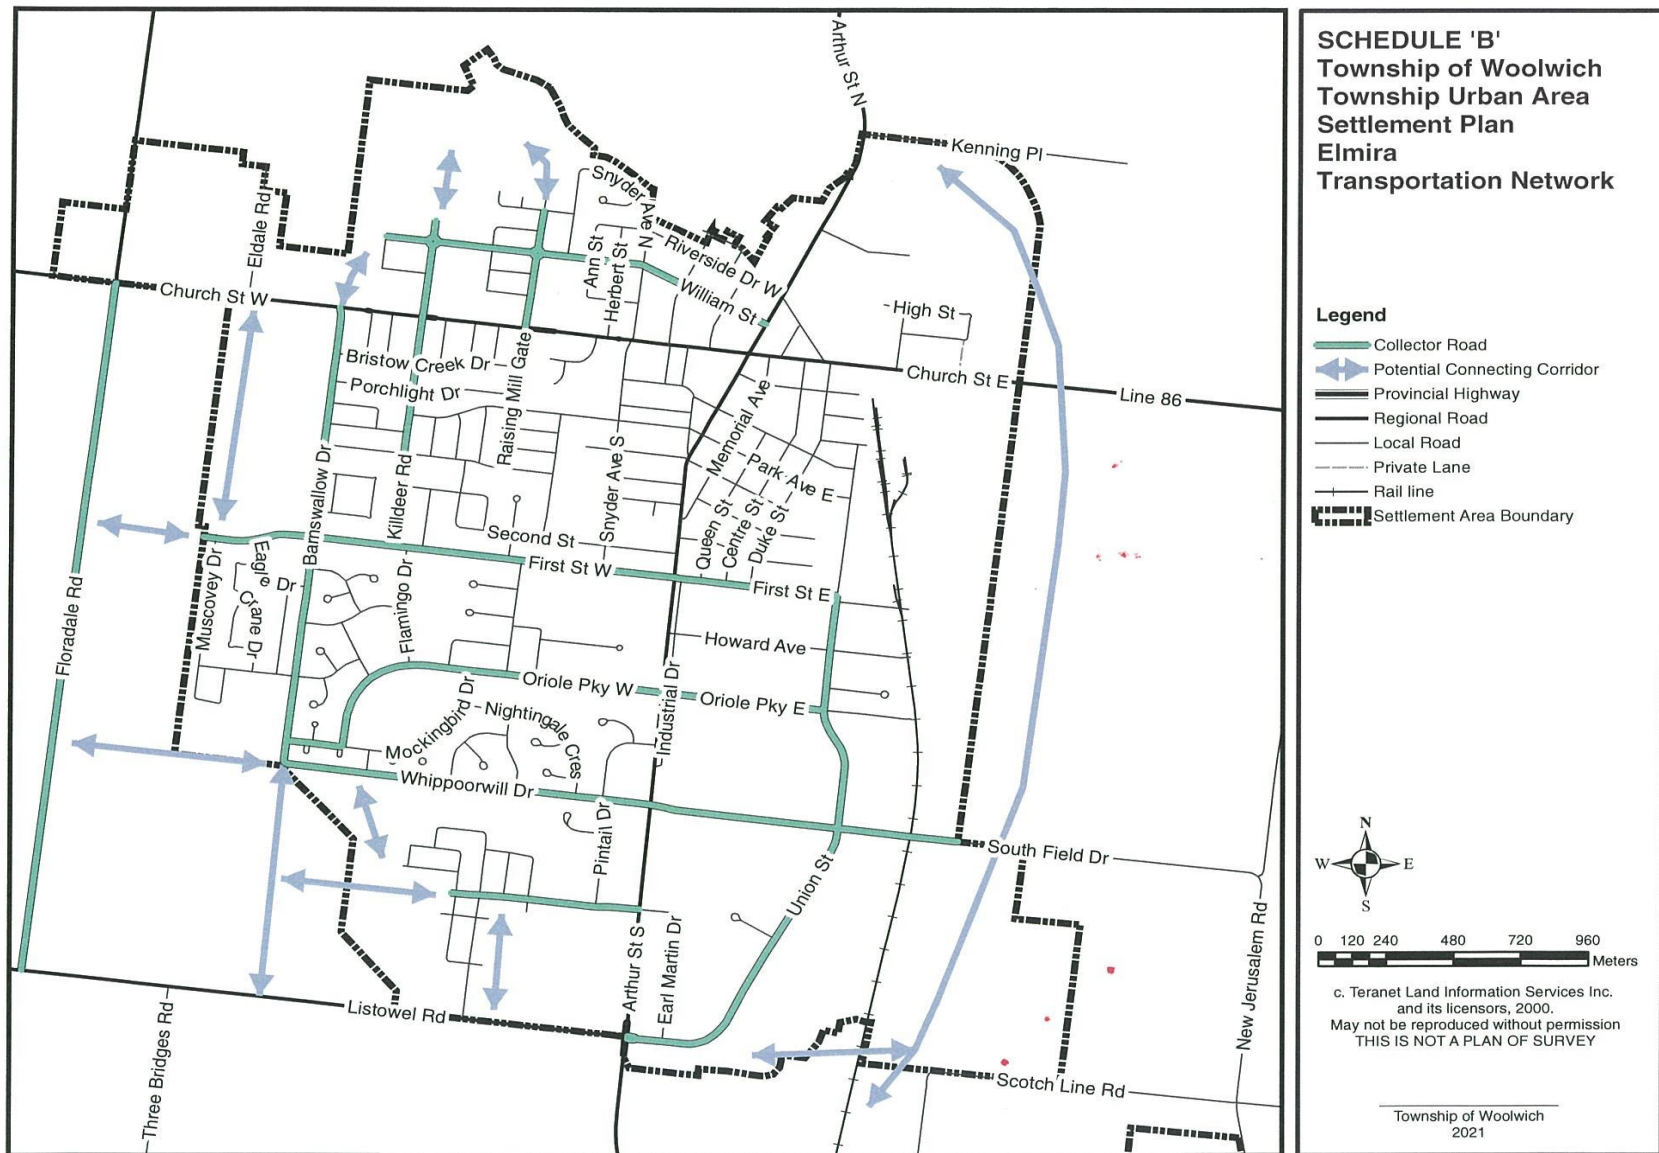 SCHEDULE 'B'
Township of Woolwich
Township Urban Area
Settlement Plan
Elmira
Transportation Network
Legend
Collector Road
Potential Connecting Corridor
Provincial Highway
Regional Road
Local Road
Private Lane
Rail line
Settlement Area Boundary
N
W E
S
0 120 240 480 720 960
Meters
c. Teranet Land Information Services Inc.
and its licensors, 2000.
May not be reproduced without permission
THIS IS NOT A PLAN OF SURVEY
Township of Woolwich
2021
Arthur St N
Kenning Pl
Snyder Ave N
Eldale Rd
Ann St
Herbert St
Riverside Dr W
William St
Church St W
High St
Bristow Creek Dr
Porchlight Dr
Raising Mill Gate
Church St E
Line 86
Memorial Ave
Park Ave E
Barnswallow Dr
Killdeer Rd
Snyder Ave S
Second St
Queen St
Centre St
Duke St
First St W
First St E
Muscovey Dr
Eagle Dr
Crane Dr
Flamingo Dr
Floradale Rd
Howard Ave
Oriole Pky W
Oriole Pky E
Industrial Dr
Mockingbird Dr
Nightingale Cres
Whippoorwill Dr
Pintail Dr
South Field Dr
Union St
Arthur St S
Earl Martin Dr
New Jerusalem Rd
Listowel Rd
Three Bridges Rd
Scotch Line Rd